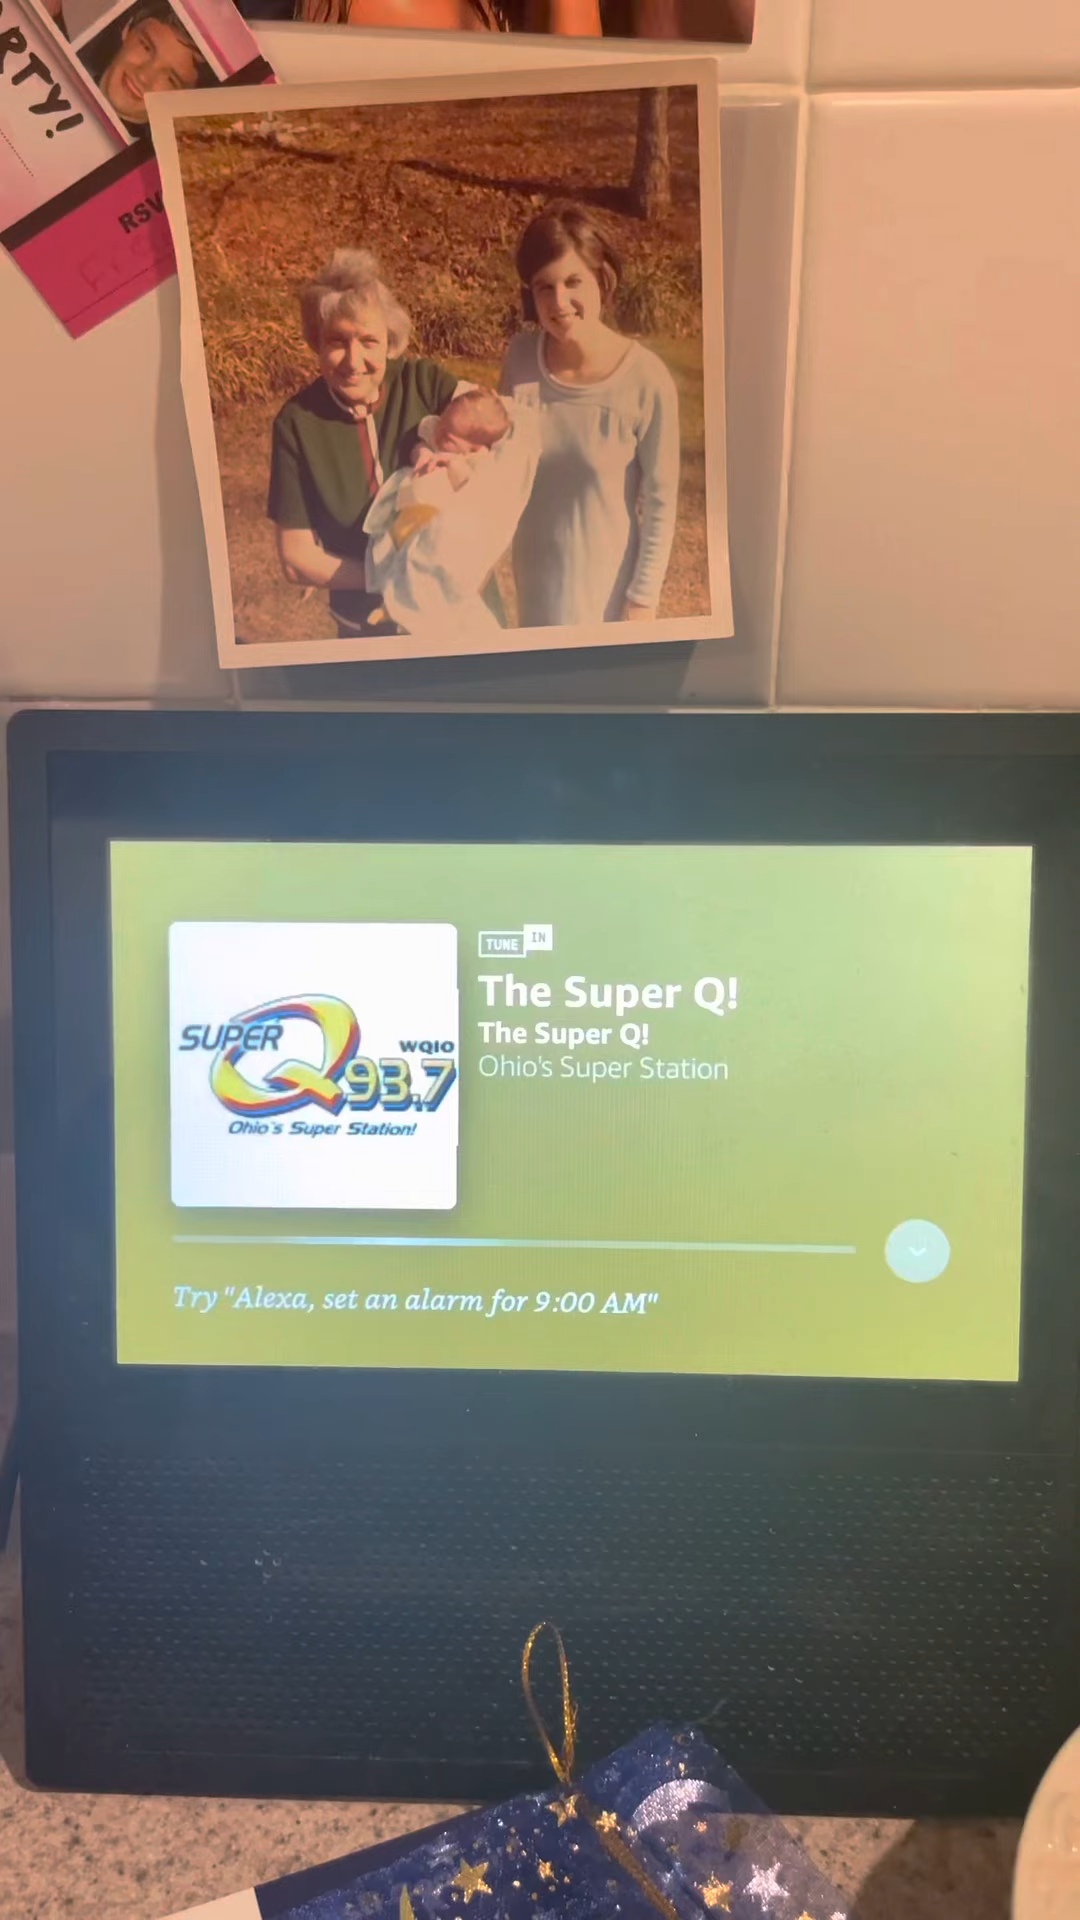 RTY!
RSV
TUNE IN
The Super Q!
The Super Q!
Ohio's Super Station
SUPER Q
WQIO
93.7
Ohio's Super Station!
Try "Alexa, set an alarm for 9:00 AM"